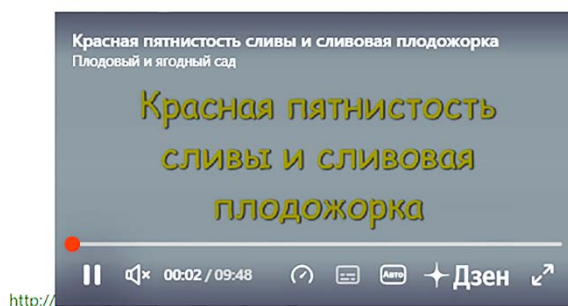 Красная пятнистость сливы и сливовая плодожорка
Плодовый и ягодный сад
Красная пятнистость
сливы и сливовая
плодожорка
00:02 / 09:48 Авто Дзен
http://